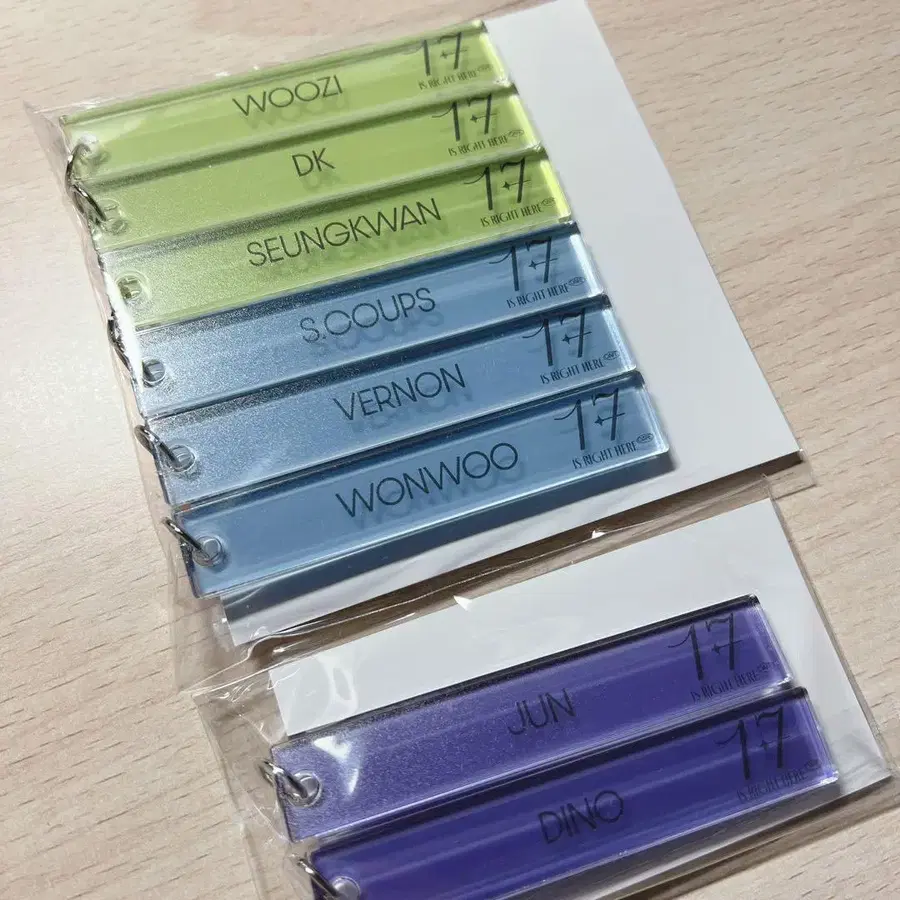 WOOZI
17
IS RIGHT HERE
DK
17
IS RIGHT HERE
SEUNGKWAN
17
IS RIGHT HERE
S.COUPS
17
IS RIGHT HERE
VERNON
17
IS RIGHT HERE
WONWOO
17
IS RIGHT HERE
JUN
17
IS RIGHT HERE
DINO
17
IS RIGHT HERE